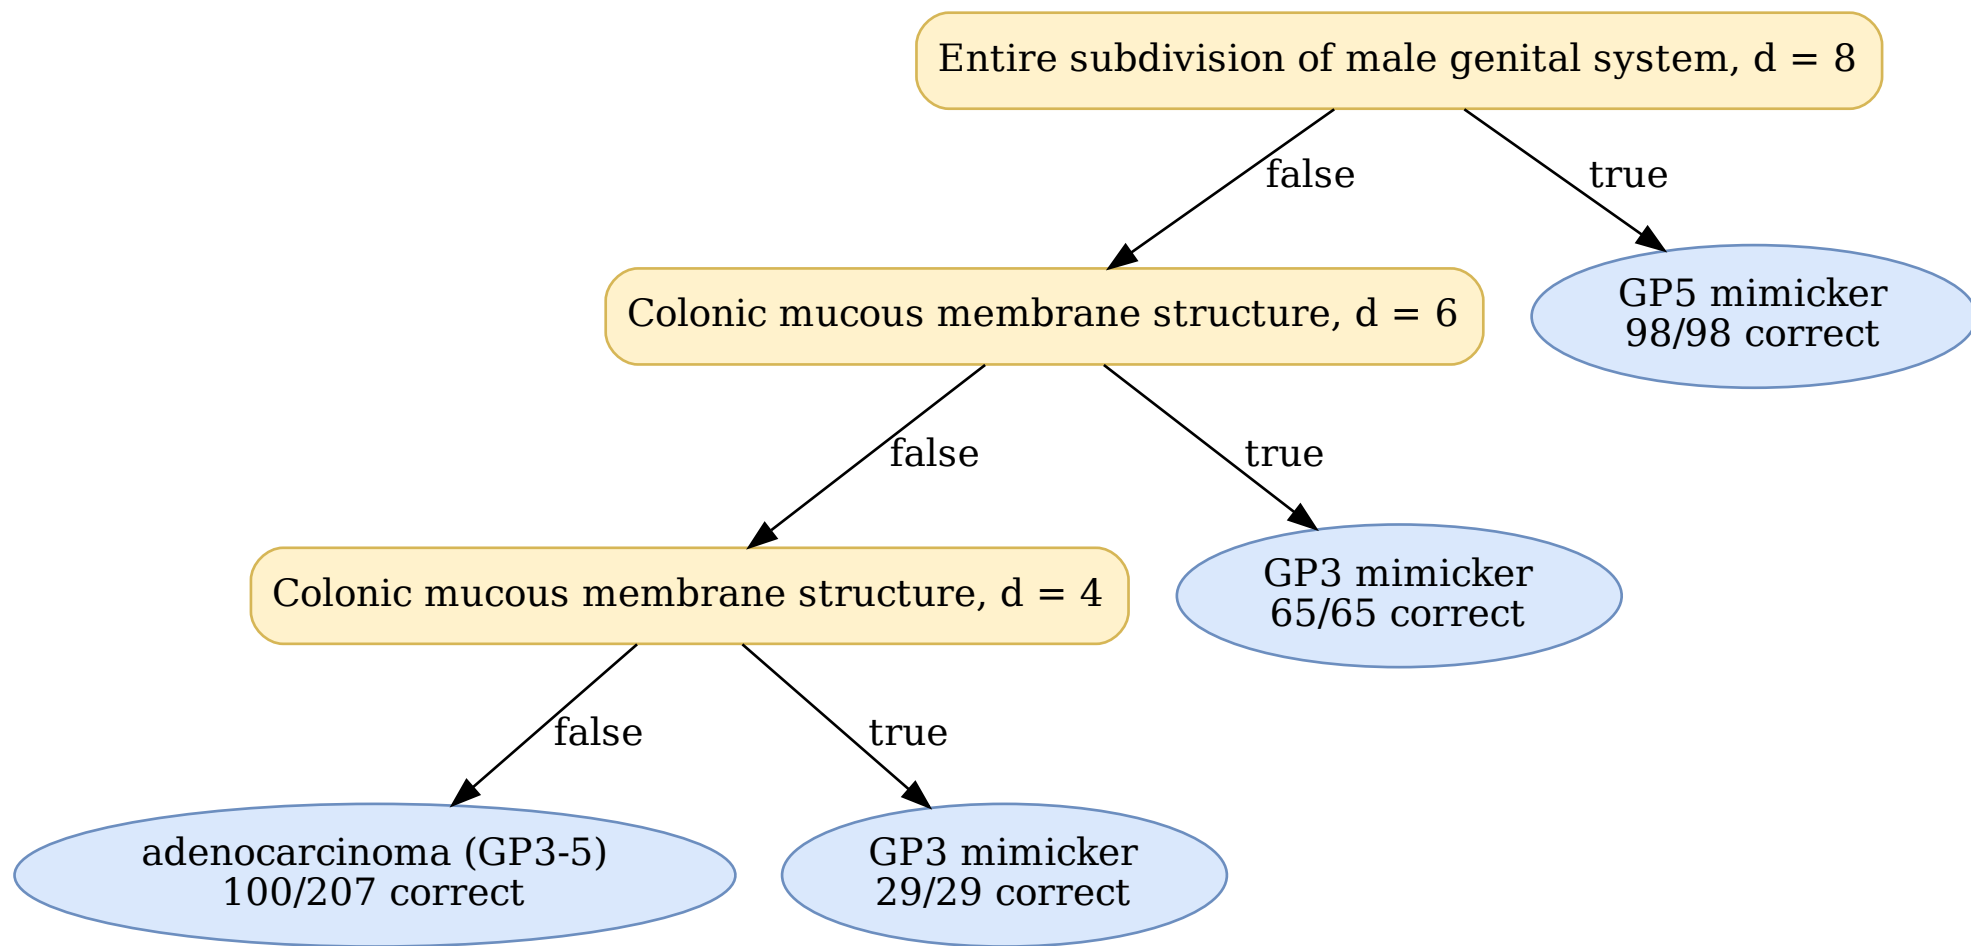 Entire subdivision of male genital system, d = 8
false
true
Colonic mucous membrane structure, d = 6
GP5 mimicker
98/98 correct
false
true
Colonic mucous membrane structure, d = 4
GP3 mimicker
65/65 correct
false
true
adenocarcinoma (GP3-5)
100/207 correct
GP3 mimicker
29/29 correct